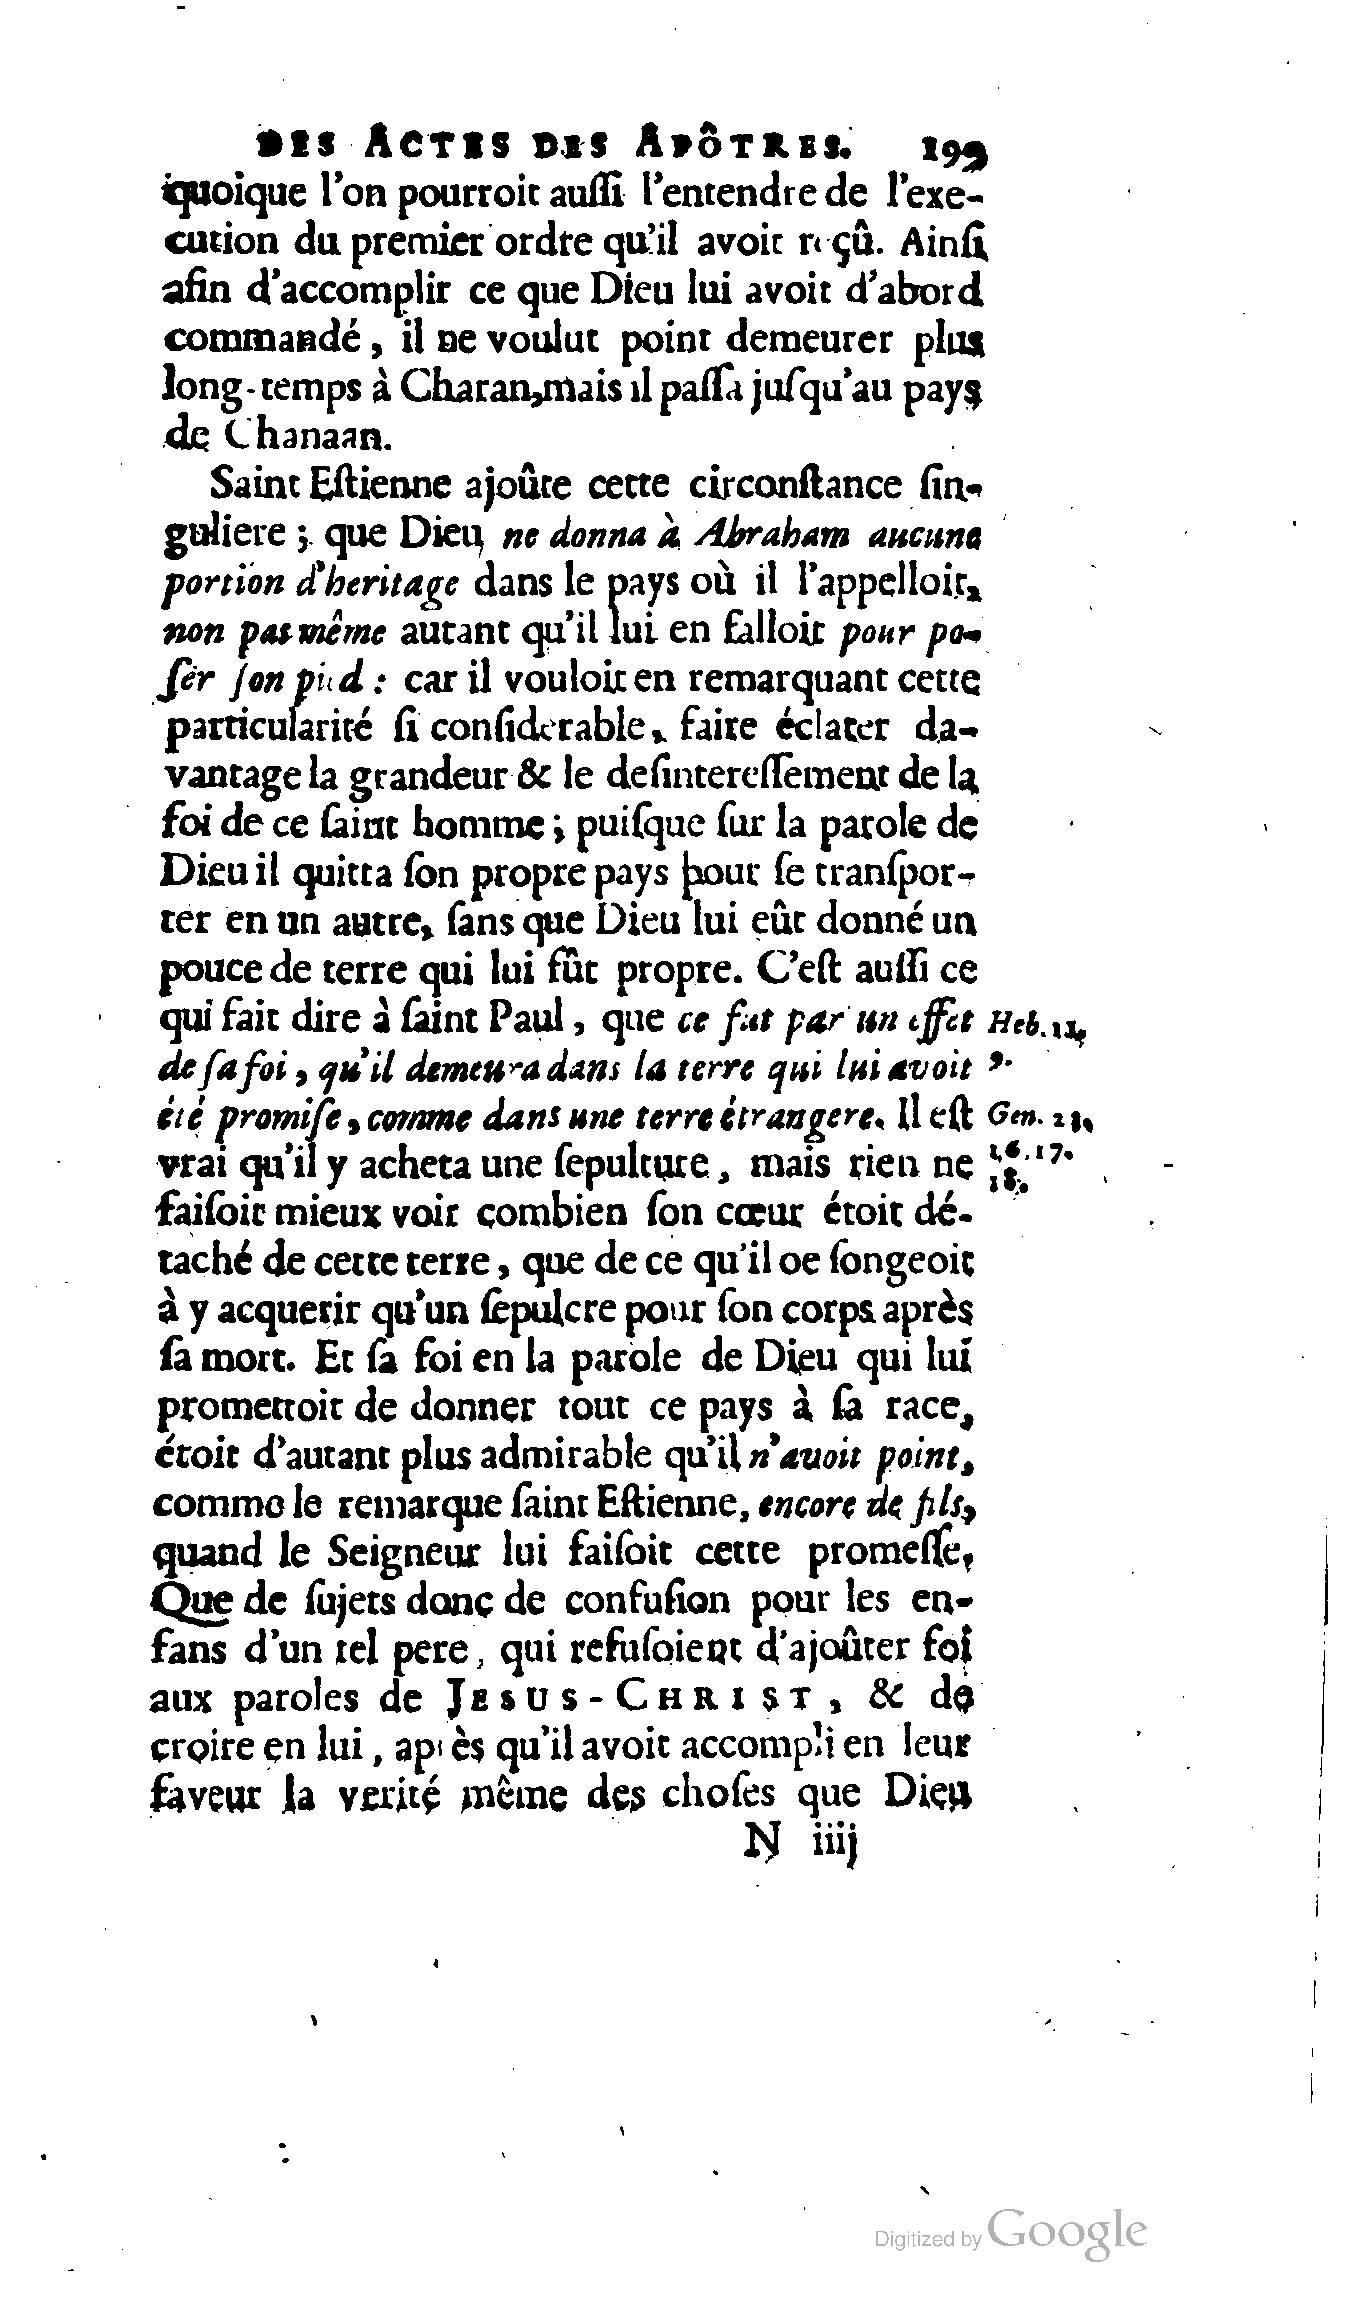 DES ACTES DES APÔTRES. 199
quoique l'on pourroit auſſi l'entendre de l'exe-
cution du premier ordre qu'il avoit reçû. Ainſi
afin d'accomplir ce que Dieu lui avoit d'abord
commandé, il ne voulut point demeurer plus
long-temps à Charan, mais il paſſa juſqu'au pays
de Chanaan.
Saint Eſtienne ajoûte cette circonſtance ſin-
guliere; que Dieu ne donna à Abraham aucune
portion d'heritage dans le pays où il l'appelloit,
non pas même autant qu'il lui en falloit pour po-
ſer ſon pied : car il vouloit en remarquant cette
particularité ſi conſiderable, faire éclater da-
vantage la grandeur & le deſintereſſement de la
foi de ce ſaint homme; puiſque ſur la parole de
Dieu il quitta ſon propre pays pour ſe tranſpor-
ter en un autre, ſans que Dieu lui eût donné un
pouce de terre qui lui fût propre. C'eſt auſſi ce
qui fait dire à ſaint Paul, que ce fut par un effet Heb. 11,
de ſa foi, qu'il demeura dans la terre qui lui avoit 9.
été promiſe, comme dans une terre étrangere. Il eſt Gen. 23,
vrai qu'il y acheta une ſepulture, mais rien ne 16. 17.
18.
faiſoit mieux voir combien ſon cœur étoit dé-
taché de cette terre, que de ce qu'il ne ſongeoit
à y acquerir qu'un ſepulcre pour ſon corps après
ſa mort. Et ſa foi en la parole de Dieu qui lui
promettoit de donner tout ce pays à ſa race,
étoit d'autant plus admirable qu'il n'avoit point,
comme le remarque ſaint Eſtienne, encore de fils,
quand le Seigneur lui faiſoit cette promeſſe,
Que de ſujets donc de confuſion pour les en-
fans d'un tel pere, qui refuſoient d'ajoûter foi
aux paroles de JESUS-CHRIST, & de
croire en lui, après qu'il avoit accompli en leur
faveur la verité même des choſes que Dieu
N iiij
Digitized by Google